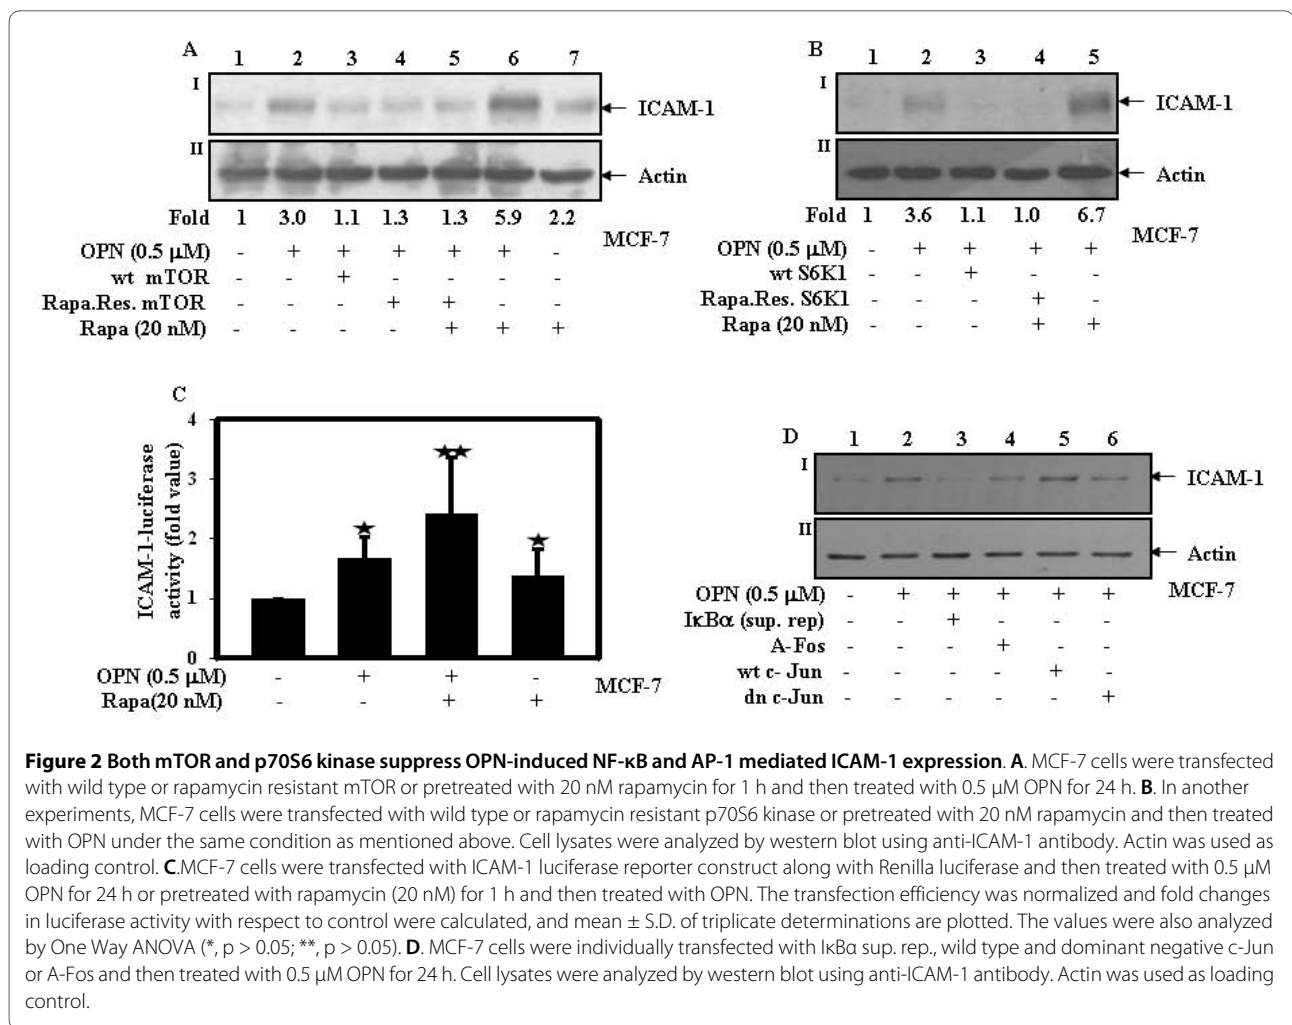 A 1 2 3 4 5 6 7
I
ICAM-1
II
Actin
Fold 1 3.0 1.1 1.3 1.3 5.9 2.2
MCF-7
OPN (0.5 µM) - + + + + + -
wt mTOR - - + - - - -
Rapa.Res. mTOR - - - + + - -
Rapa (20 nM) - - - - + + +
B 1 2 3 4 5
I
ICAM-1
II
Actin
Fold 1 3.6 1.1 1.0 6.7
MCF-7
OPN (0.5 µM) - + + + +
wt S6K1 - - + - -
Rapa.Res. S6K1 - - - + -
Rapa (20 nM) - - - + +
C
ICAM-1-luciferase
activity (fold value)
4
3
2
1
0
★ ★★ ★
OPN (0.5 µM) - + + -
Rapa(20 nM) - - + +
MCF-7
D 1 2 3 4 5 6
I
ICAM-1
II
Actin
MCF-7
OPN (0.5 µM) - + + + + +
IκBα (sup. rep) - - + - - -
A-Fos - - - + - -
wt c- Jun - - - - + -
dn c-Jun - - - - - +
Figure 2 Both mTOR and p70S6 kinase suppress OPN-induced NF-κB and AP-1 mediated ICAM-1 expression. A. MCF-7 cells were transfected
with wild type or rapamycin resistant mTOR or pretreated with 20 nM rapamycin for 1 h and then treated with 0.5 µM OPN for 24 h. B. In another
experiments, MCF-7 cells were transfected with wild type or rapamycin resistant p70S6 kinase or pretreated with 20 nM rapamycin and then treated
with OPN under the same condition as mentioned above. Cell lysates were analyzed by western blot using anti-ICAM-1 antibody. Actin was used as
loading control. C.MCF-7 cells were transfected with ICAM-1 luciferase reporter construct along with Renilla luciferase and then treated with 0.5 µM
OPN for 24 h or pretreated with rapamycin (20 nM) for 1 h and then treated with OPN. The transfection efficiency was normalized and fold changes
in luciferase activity with respect to control were calculated, and mean ± S.D. of triplicate determinations are plotted. The values were also analyzed
by One Way ANOVA (*, p > 0.05; **, p > 0.05). D. MCF-7 cells were individually transfected with IκBα sup. rep., wild type and dominant negative c-Jun
or A-Fos and then treated with 0.5 µM OPN for 24 h. Cell lysates were analyzed by western blot using anti-ICAM-1 antibody. Actin was used as loading
control.